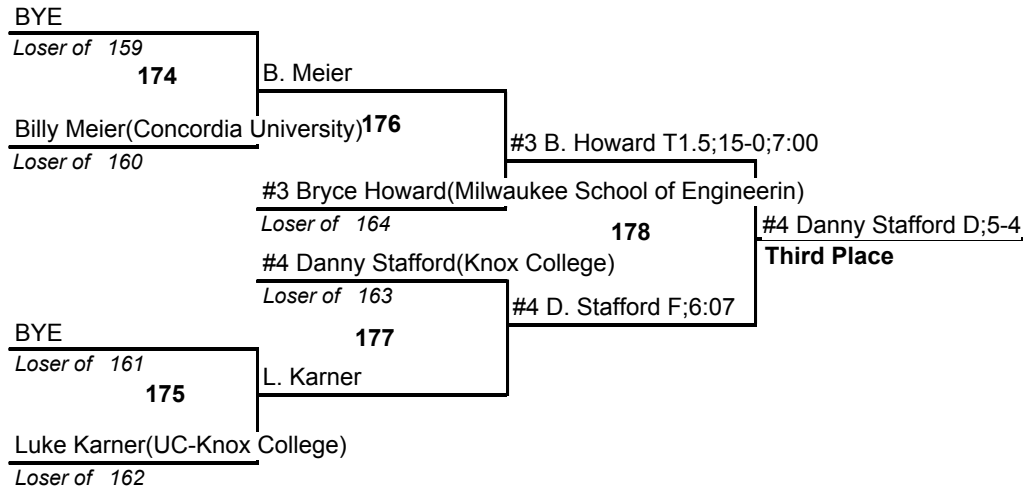 BYE
Loser of 159
174
B. Meier
Billy Meier(Concordia University)
176
Loser of 160
#3 B. Howard T1.5;15-0;7:00
#3 Bryce Howard(Milwaukee School of Engineerin)
Loser of 164
178
#4 Danny Stafford D;5-4
Third Place
#4 Danny Stafford(Knox College)
Loser of 163
#4 D. Stafford F;6:07
177
BYE
Loser of 161
175
L. Karner
Luke Karner(UC-Knox College)
Loser of 162